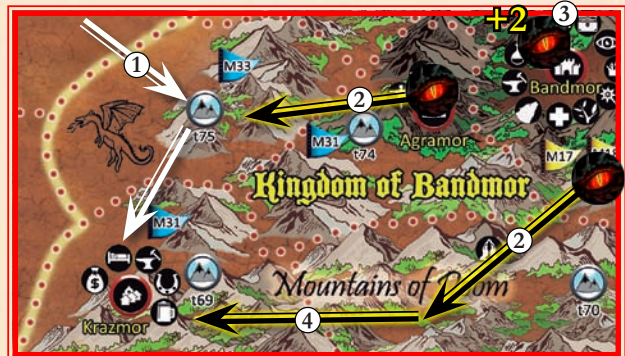 +2
3
1
M33
2
Bandmor
t75
Agramor
M31
t74
M17
Kingdom of Bandmor
2
M31
$
t69
Mountains of
t70
Krazmor
4